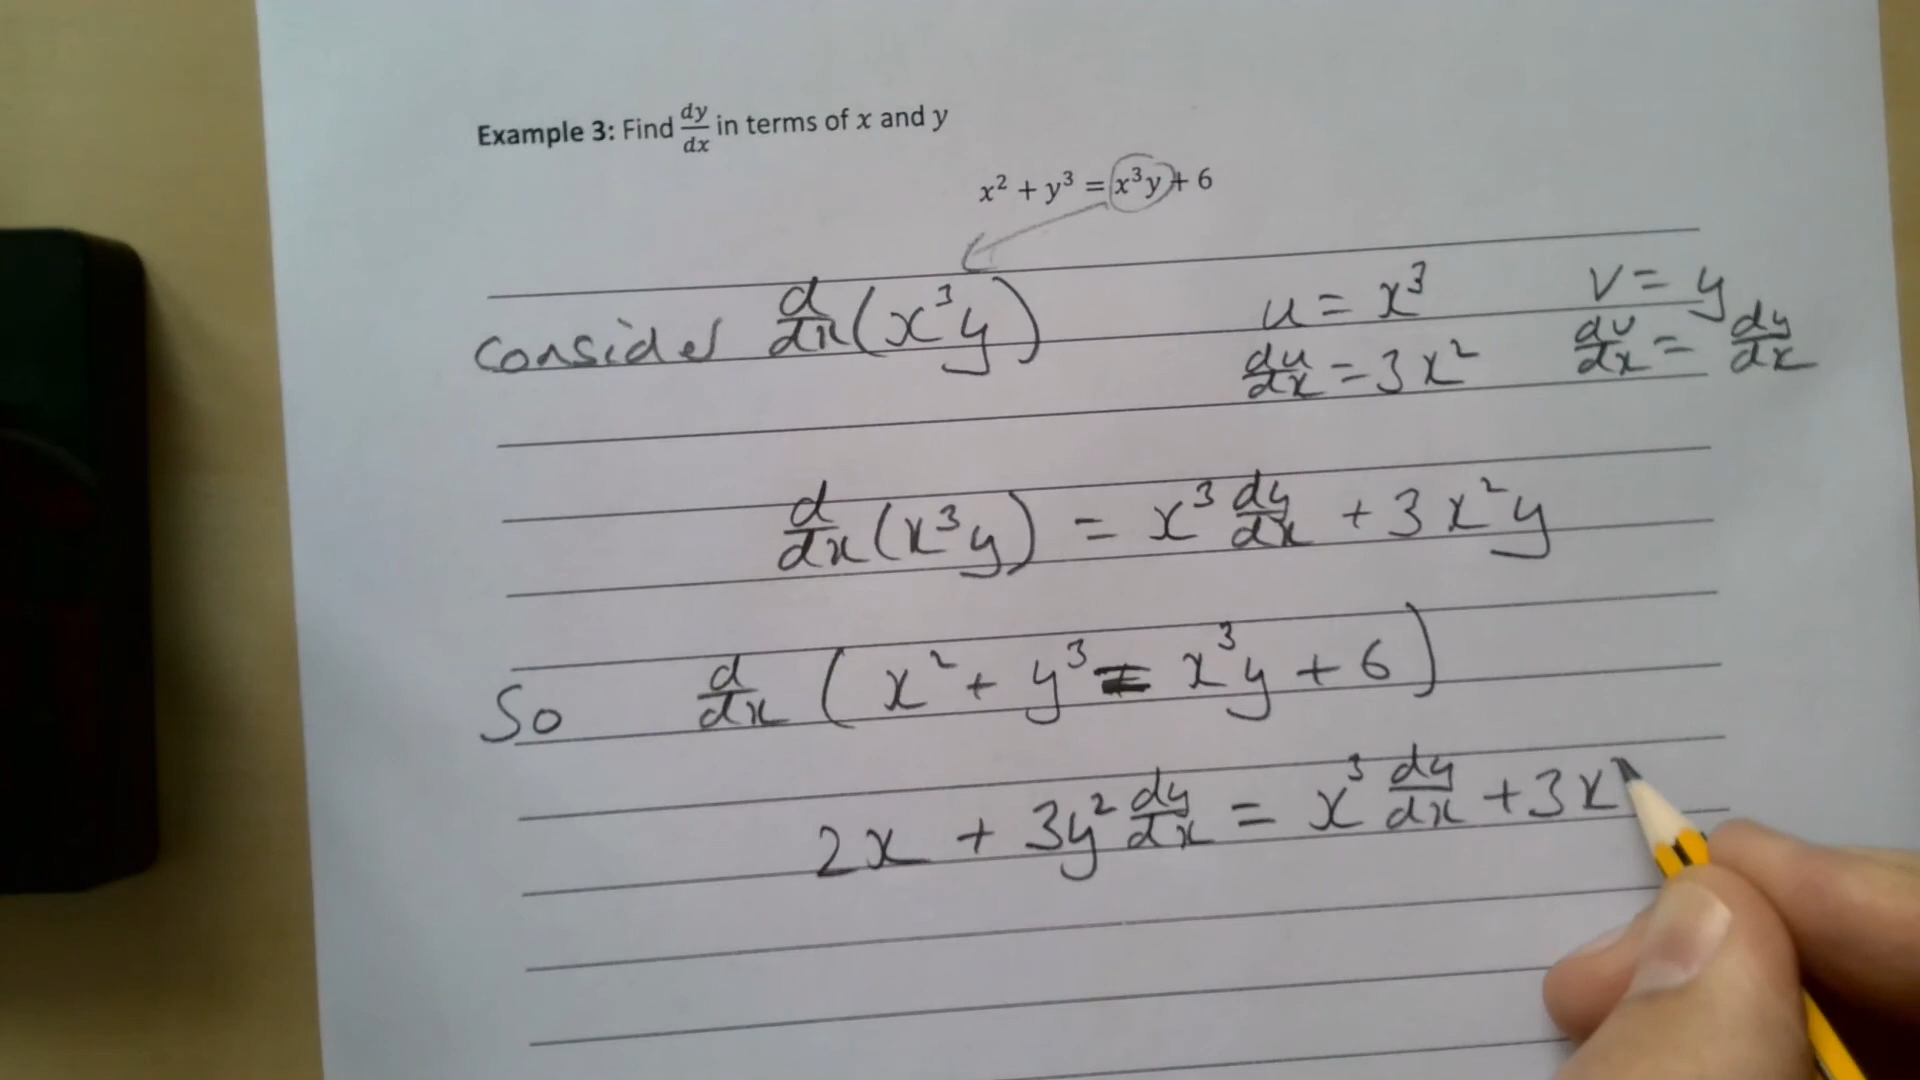 Example 3: Find dy/dx in terms of x and y
x² + y³ = x³y + 6
Consider d/dx (x³y)
u = x³ v = y
du/dx = 3x² dv/dx = dy/dx
d/dx (x³y) = x³ dy/dx + 3x²y
So d/dx (x² + y³ = x³y + 6)
2x + 3y² dy/dx = x³ dy/dx + 3x